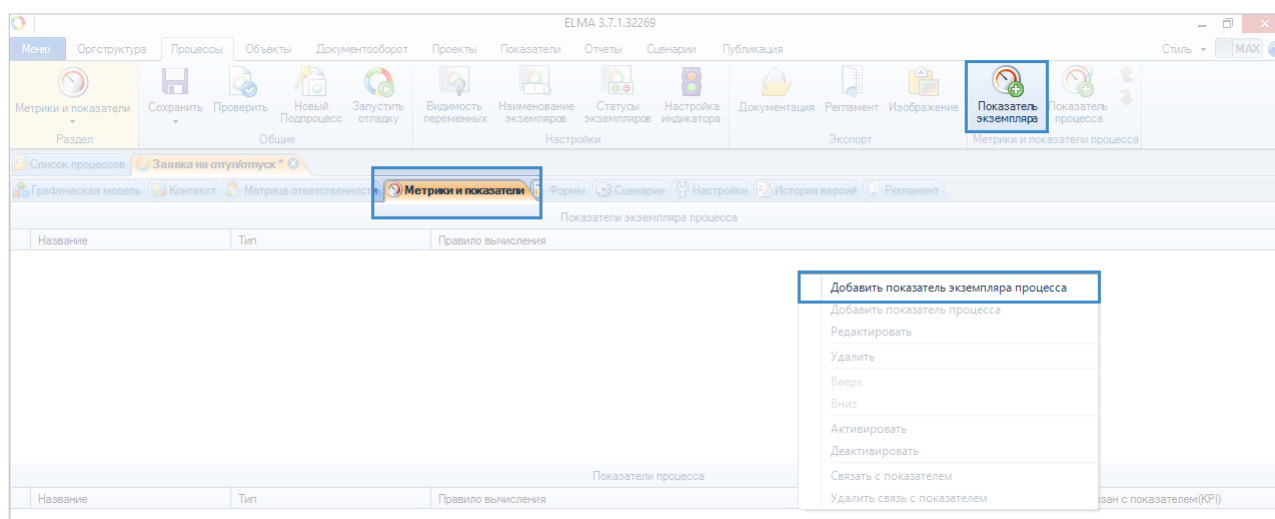 ELMA 3.7.1.32269
Меню Оргструктура Процессы Объекты Документооборот Проекты Показатели Отчеты Сценарии Публикация Стиль MAX
Метрики и показатели Сохранить Проверить Новый Подпроцесс Запустить отладку Видимость переменных Наименование экземпляров Статусы экземпляров Настройка индикатора Документация Регламент Изображение Показатель экземпляра Показатель процесса
Раздел Общие Настройки Экспорт Метрики и показатели процесса
Список процессов Заявка на отгул/отпуск *
Графическая модель Контекст Матрица ответственности Метрики и показатели Формы Сценарии Настройки История версий Регламент
Показатели экземпляра процесса
Название Тип Правило вычисления
Добавить показатель экземпляра процесса
Добавить показатель процесса
Редактировать
Удалить
Вверх
Вниз
Активировать
Деактивировать
Связать с показателем
Удалить связь с показателем
Показатели процесса
Название Тип Правило вычисления зан с показателем(KPI)